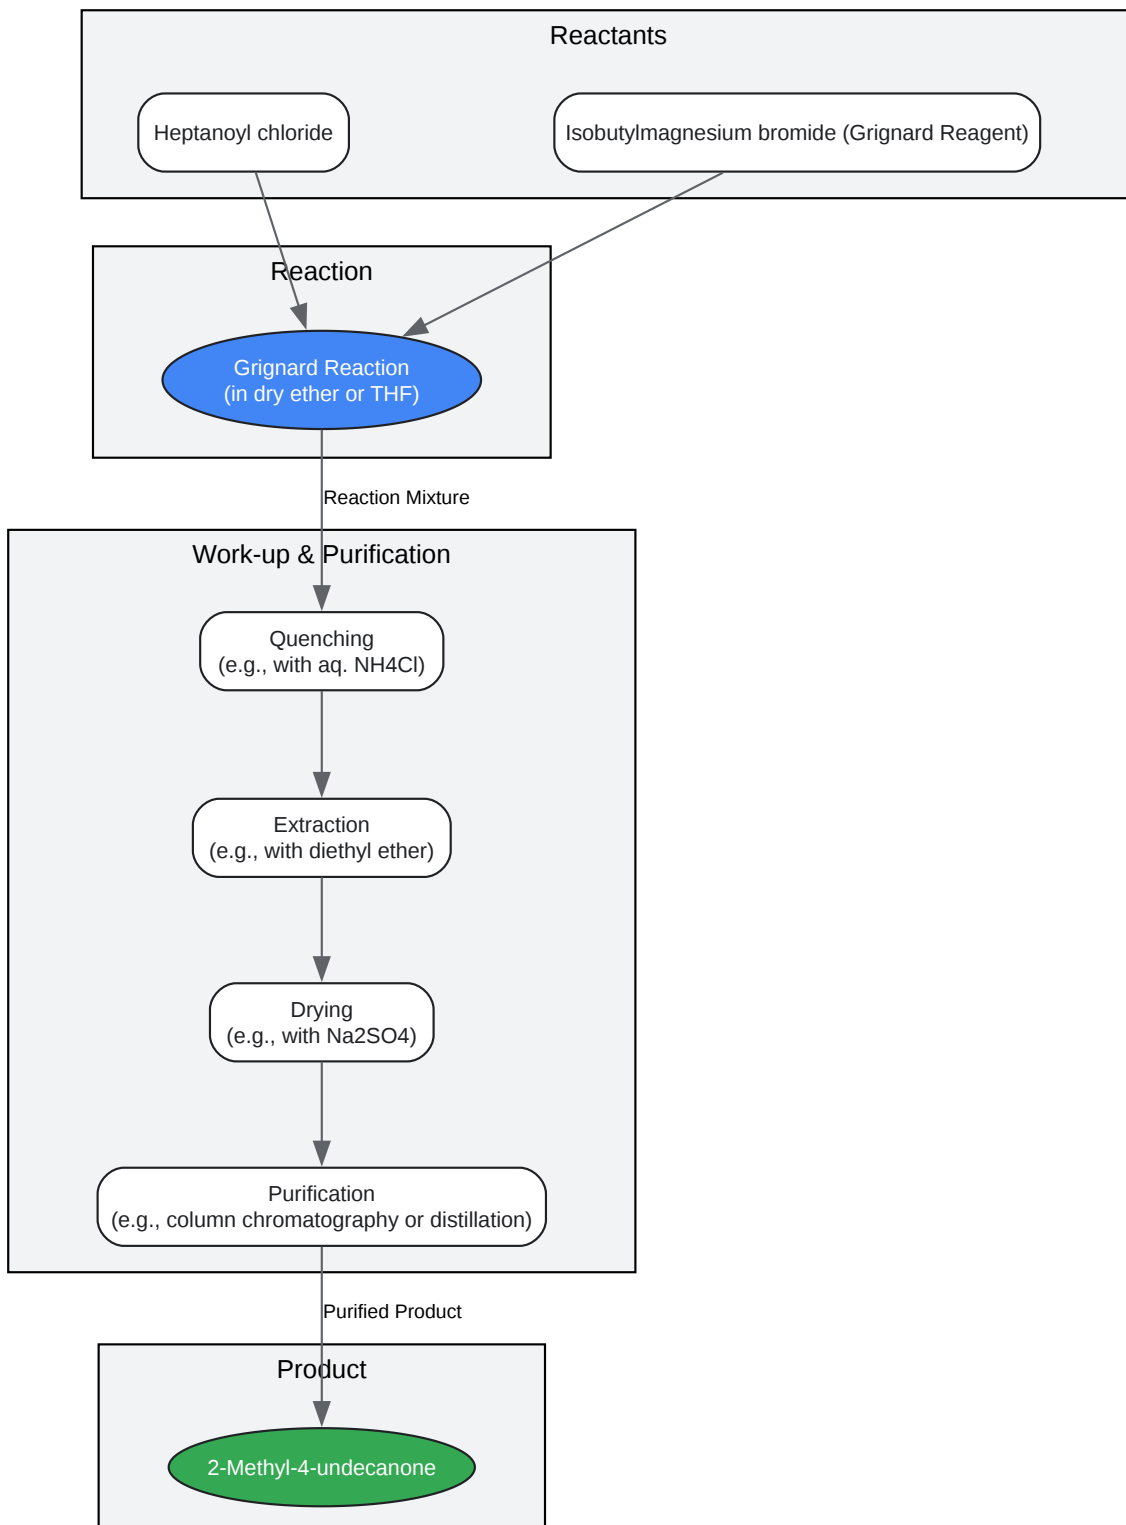 Reactants
Heptanoyl chloride
Isobutylmagnesium bromide (Grignard Reagent)
Reaction
Grignard Reaction
(in dry ether or THF)
Reaction Mixture
Work-up & Purification
Quenching
(e.g., with aq. NH4Cl)
Extraction
(e.g., with diethyl ether)
Drying
(e.g., with Na2SO4)
Purification
(e.g., column chromatography or distillation)
Purified Product
Product
2-Methyl-4-undecanone